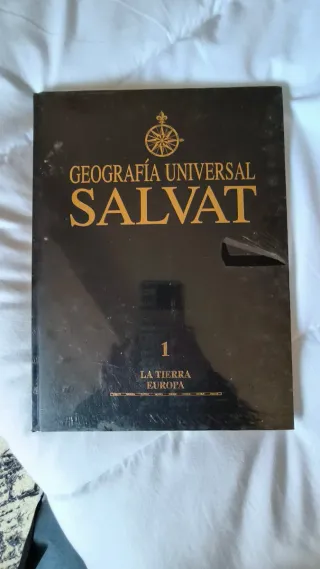 GEOGRAFÍA UNIVERSAL
SALVAT
1
LA TIERRA
EUROPA